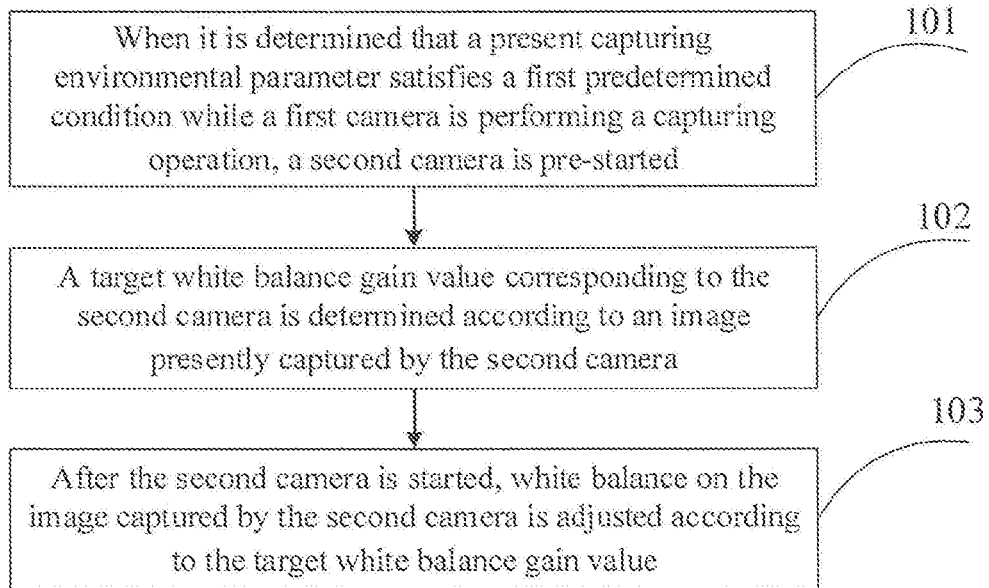 When it is determined that a present capturing
environmental parameter satisfies a first predetermined
condition while a first camera is performing a capturing
operation, a second camera is pre-started
101
A target white balance gain value corresponding to the
second camera is determined according to an image
presently captured by the second camera
102
After the second camera is started, white balance on the
image captured by the second camera is adjusted according
to the target white balance gain value
103